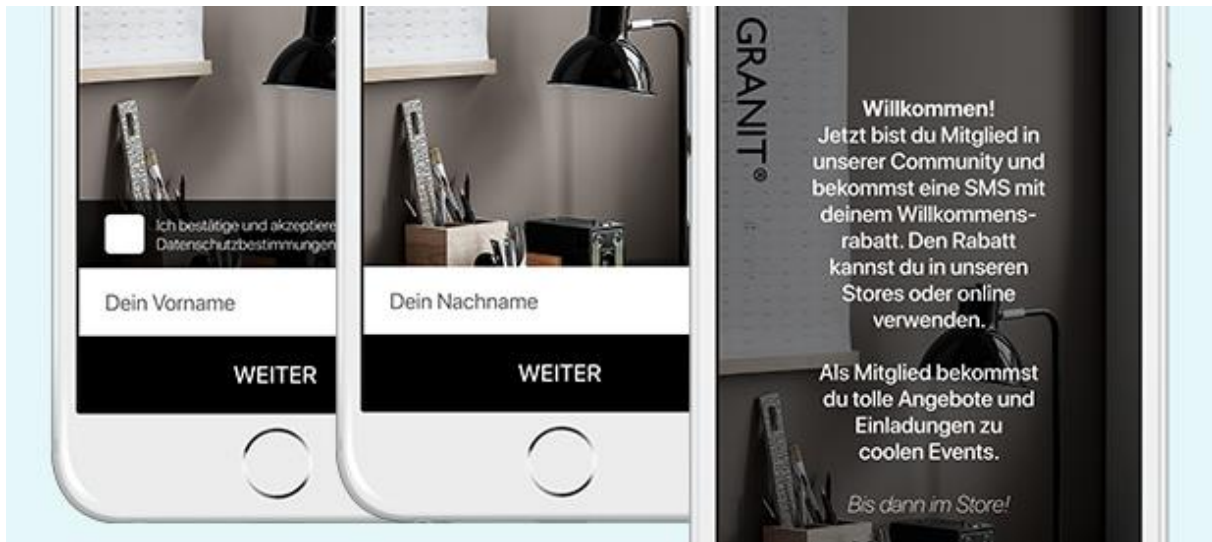 Ich bestätige und akzeptiere
Datenschutzbestimmungen
Dein Vorname
WEITER
Dein Nachname
WEITER
GRANIT®
Willkommen!
Jetzt bist du Mitglied in
unserer Community und
bekommst eine SMS mit
deinem Willkommens-
rabatt. Den Rabatt
kannst du in unseren
Stores oder online
verwenden.
Als Mitglied bekommst
du tolle Angebote und
Einladungen zu
coolen Events.
Bis dann im Store!